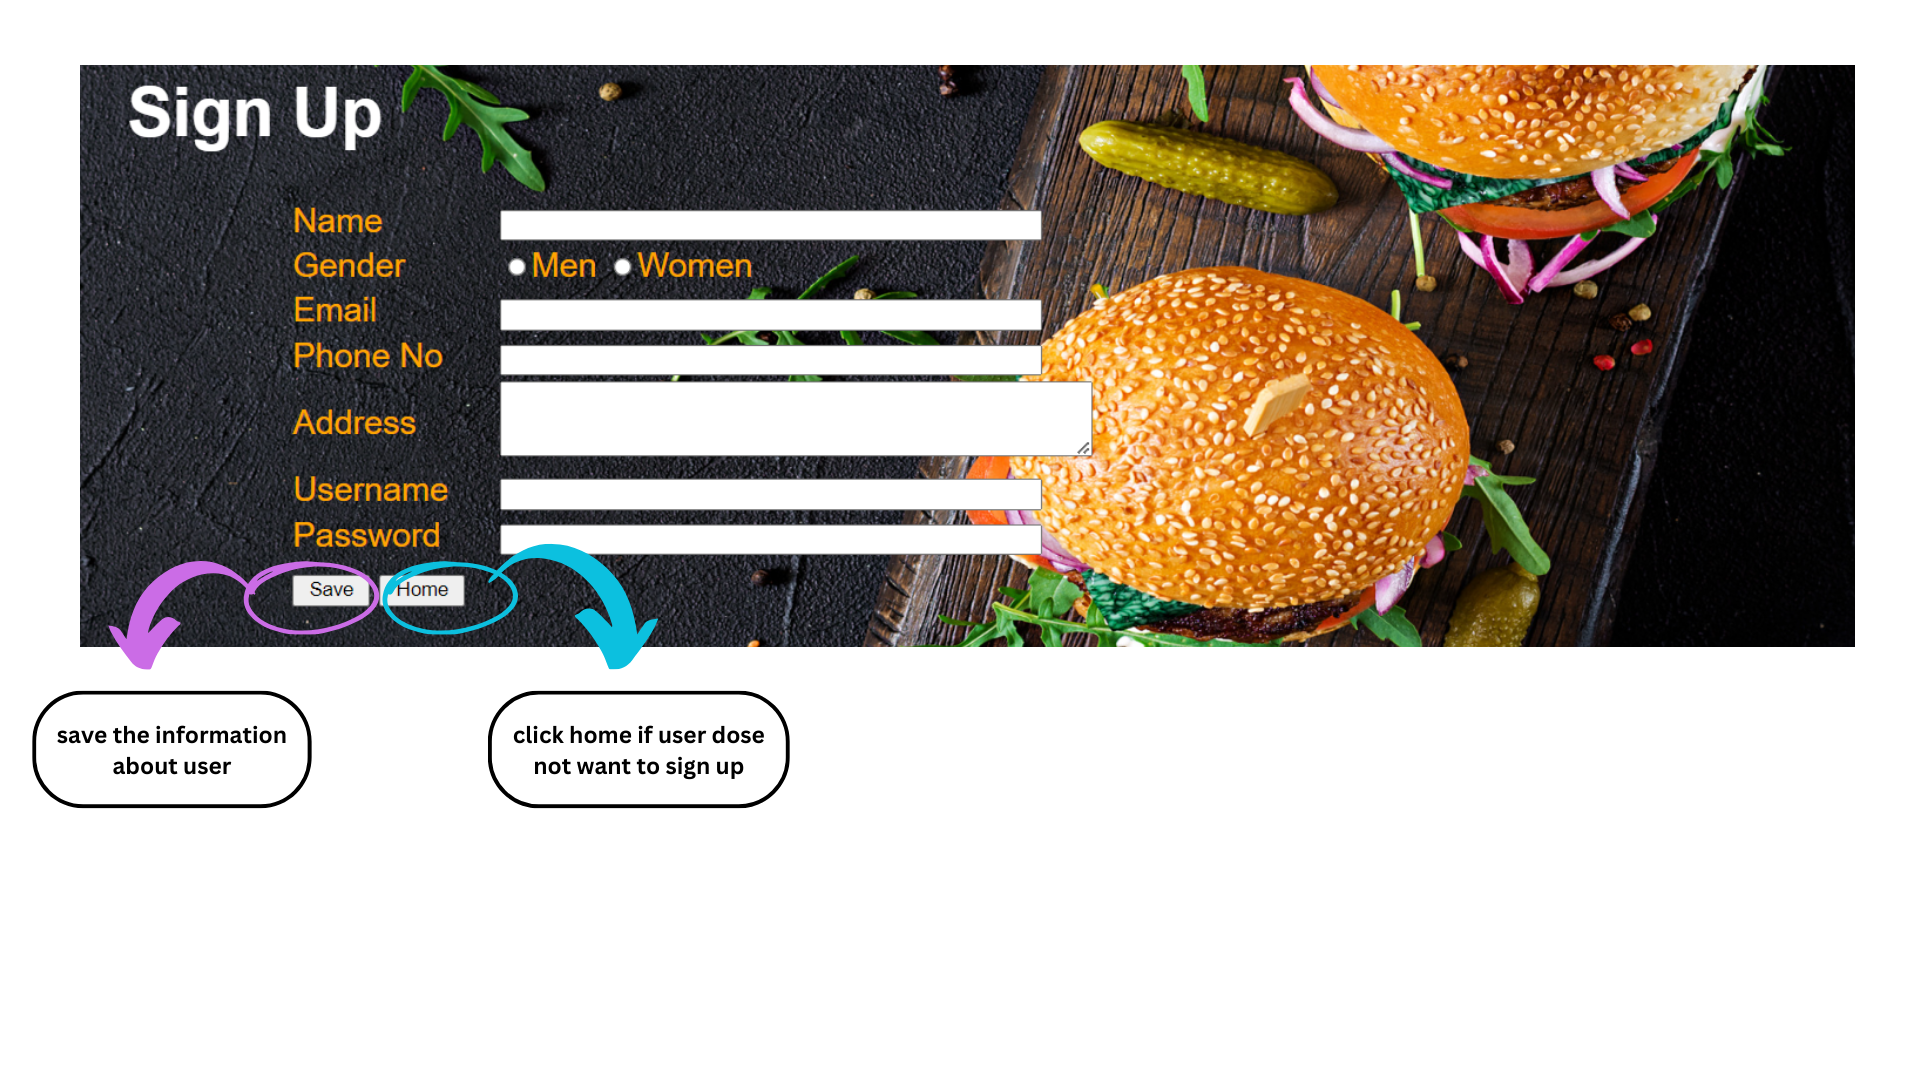 Sign Up
Name
Gender Men Women
Email
Phone No
Address
Username
Password
Save Home
save the information
about user
click home if user dose
not want to sign up